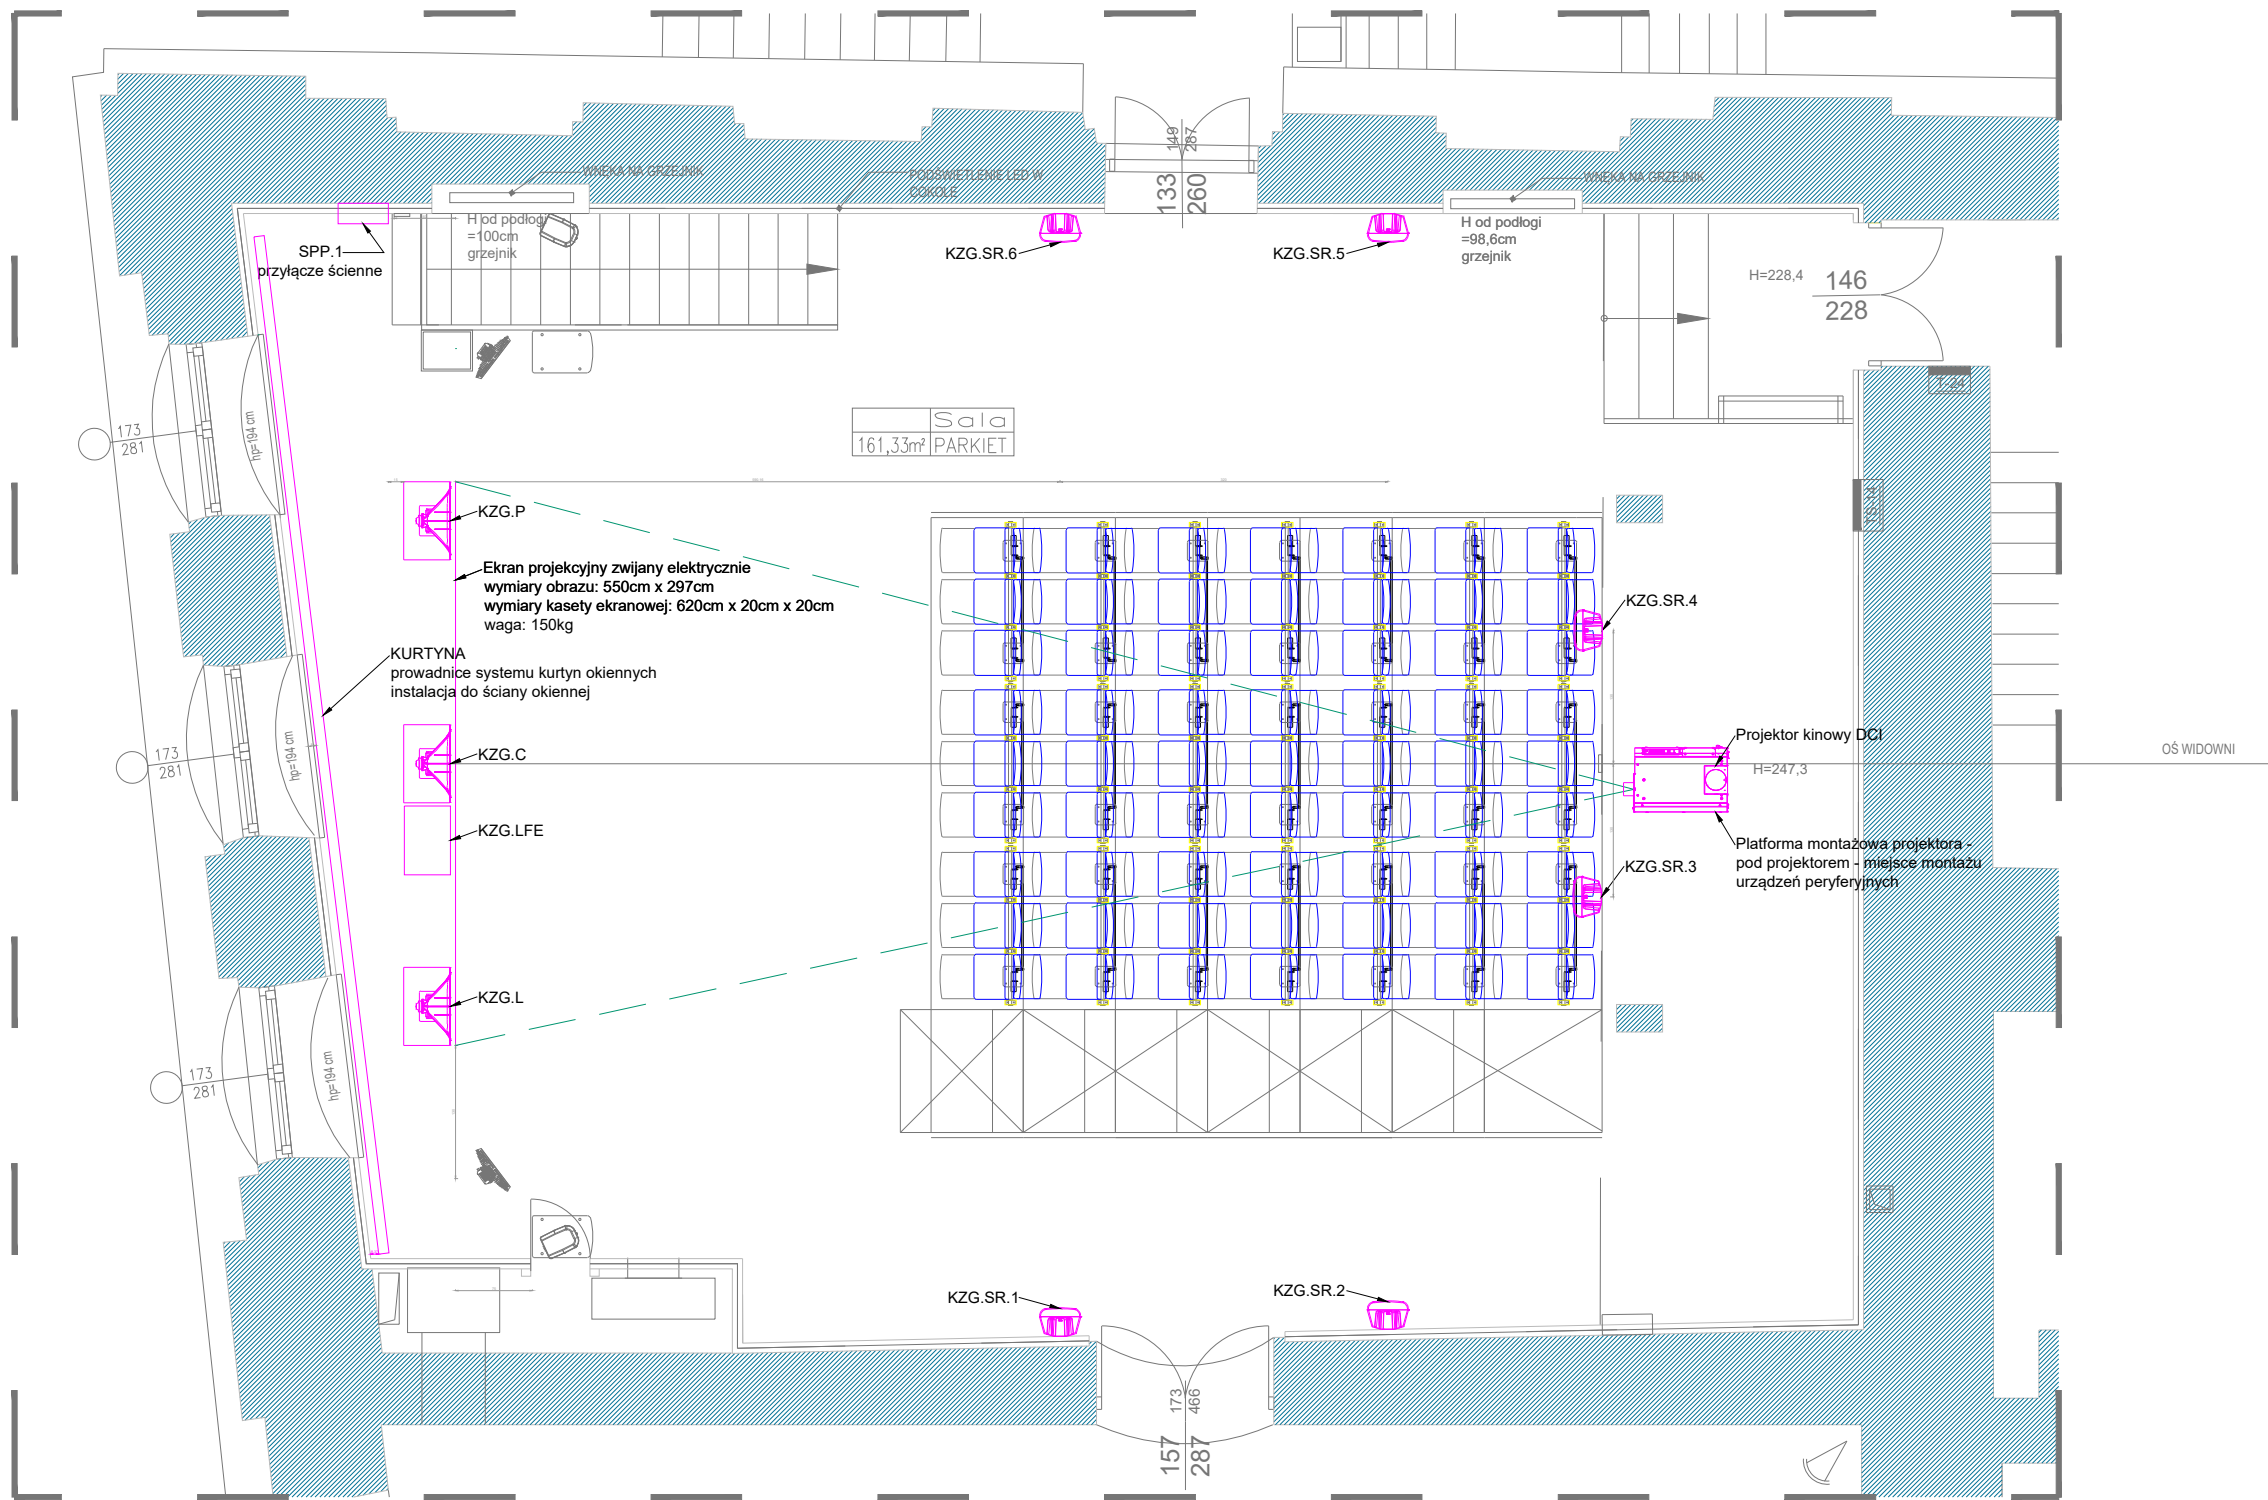 149
287
133
260
WNĘKA NA GRZEJNIK
PODŚWIETLENIE LED W
COKOLE
WNĘKA NA GRZEJNIK
H od podłogi
=100cm
grzejnik
SPP.1
przyłącze ścienne
KZG.SR.6
KZG.SR.5
H od podłogi
=98,6cm
grzejnik
H=228,4
146
228
T-24
Sala
161,33m² PARKIET
173
281
hp=194 cm
TS-14
KZG.P
Ekran projekcyjny zwijany elektrycznie
wymiary obrazu: 550cm x 297cm
wymiary kasety ekranowej: 620cm x 20cm x 20cm
waga: 150kg
KZG.SR.4
KURTYNA
prowadnice systemu kurtyn okiennych
instalacja do ściany okiennej
173
281
hp=194 cm
KZG.C
Projektor kinowy DCI
H=247,3
OŚ WIDOWNI
KZG.LFE
Platforma montażowa projektora -
pod projektorem - miejsce montażu
urządzeń peryferyjnych
KZG.SR.3
KZG.L
173
281
hp=194 cm
KZG.SR.1
KZG.SR.2
173
466
157
287